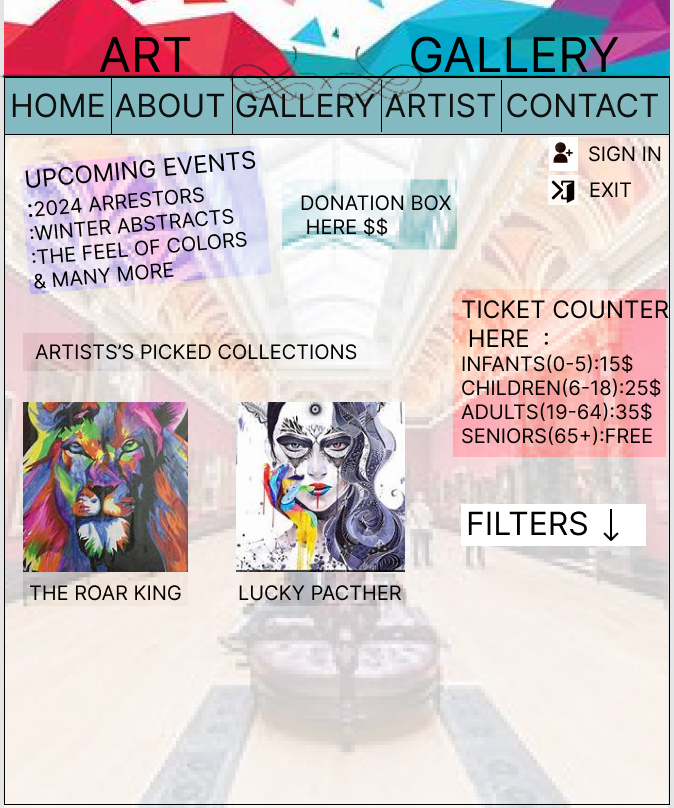 ART GALLERY
HOME ABOUT GALLERY ARTIST CONTACT
SIGN IN
EXIT
UPCOMING EVENTS
:2024 ARRESTORS
:WINTER ABSTRACTS
:THE FEEL OF COLORS
& MANY MORE
DONATION BOX
HERE $$
TICKET COUNTER
HERE :
INFANTS(0-5):15$
CHILDREN(6-18):25$
ADULTS(19-64):35$
SENIORS(65+):FREE
ARTISTS'S PICKED COLLECTIONS
THE ROAR KING
LUCKY PACTHER
FILTERS ↓